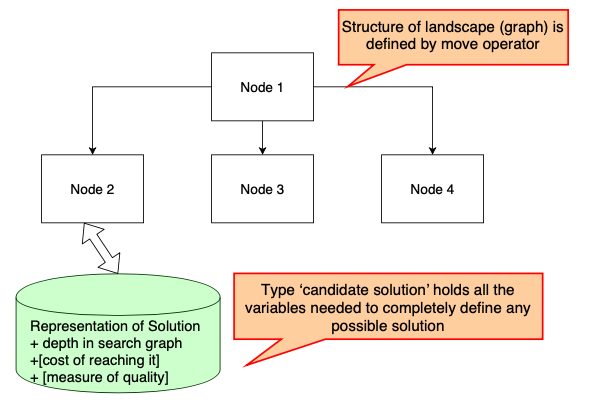 Structure of landscape (graph) is
defined by move operator
Node 1
Node 2
Node 3
Node 4
Type ‘candidate solution’ holds all the
variables needed to completely define any
possible solution
Representation of Solution
+ depth in search graph
+[cost of reaching it]
+ [measure of quality]